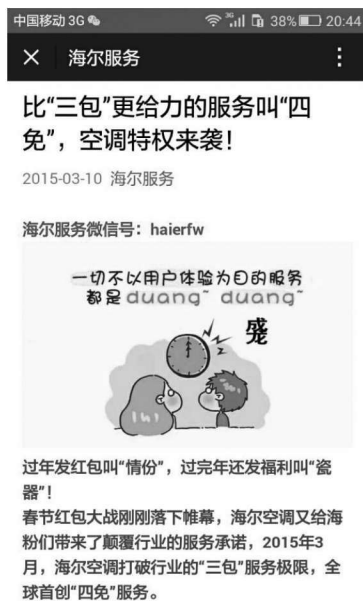 中国移动 3G
3G 38% 20:44
海尔服务
比“三包”更给力的服务叫“四
免”，空调特权来袭！
2015-03-10 海尔服务
海尔服务微信号：haierfw
一切不以用户体验为目的服务
都是duang~ duang~
z
过年发红包叫“情份”，过完年还发福利叫“瓷
器”！
春节红包大战刚刚落下帷幕，海尔空调又给海
粉们带来了颠覆行业的服务承诺，2015年3
月，海尔空调打破行业的“三包”服务极限，全
球首创“四免”服务。